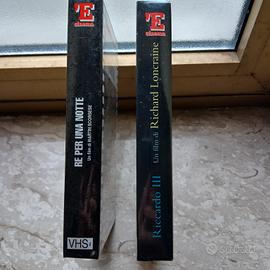 'E
cinema
RE PER UNA NOTTE
Un film di MARTIN SCORSESE
VHS
'E
cinema
Riccardo III
Un film di Richard Loncraine
subito